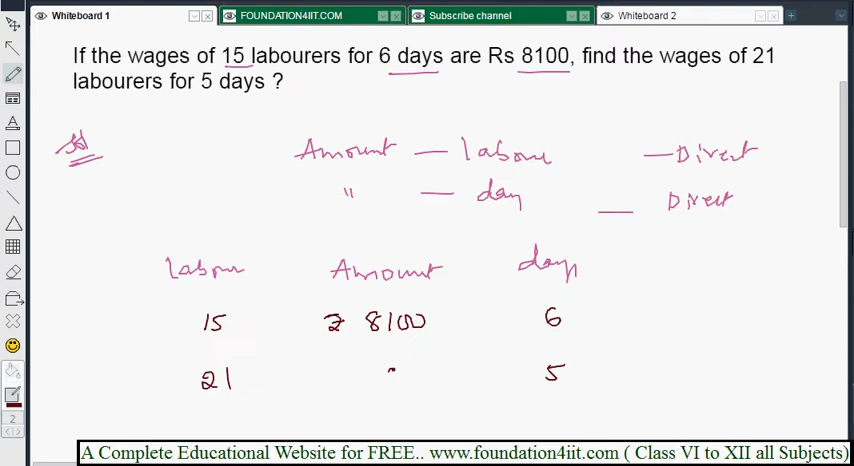 Whiteboard 1
FOUNDATION4IIT.COM
Subscribe channel
Whiteboard 2
If the wages of 15 labourers for 6 days are Rs 8100, find the wages of 21
labourers for 5 days ?
Amount — labour — Direct
" — day — Direct
labour Amount day
15 8100 6
21 5
2
A Complete Educational Website for FREE.. www.foundation4iit.com ( Class VI to XII all Subjects)